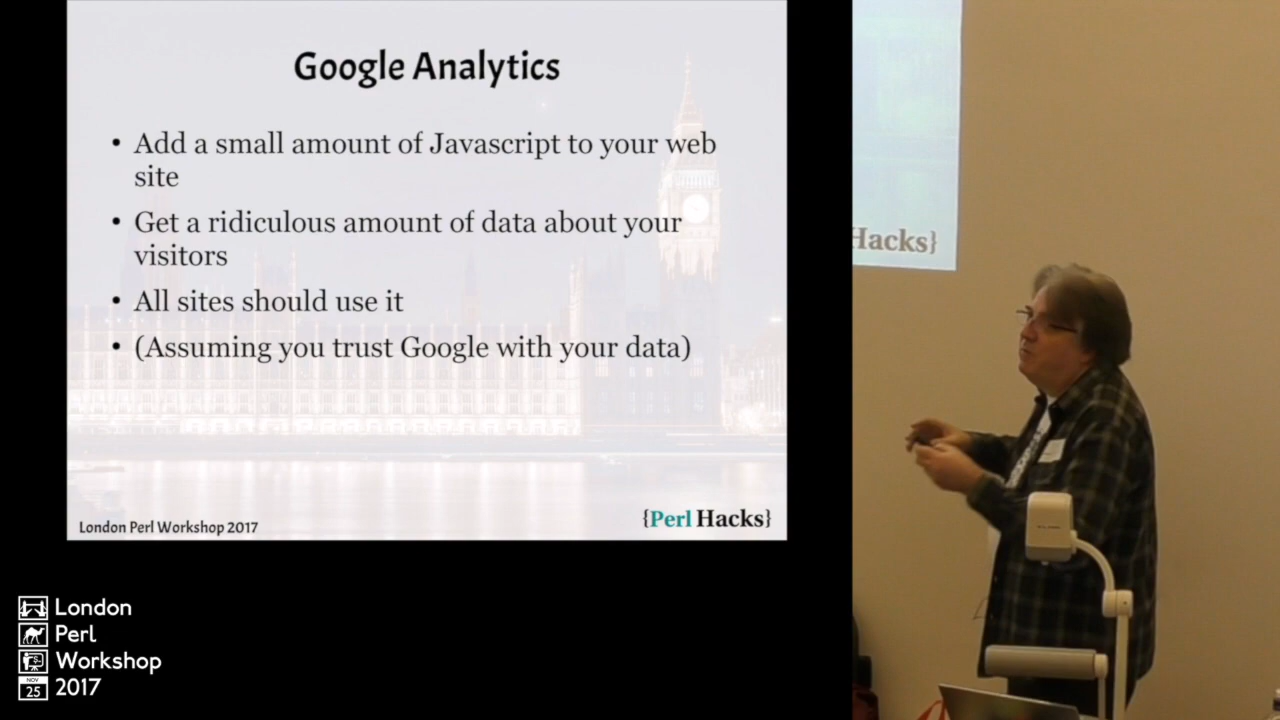 Google Analytics
• Add a small amount of Javascript to your web
site
• Get a ridiculous amount of data about your
visitors
• All sites should use it
• (Assuming you trust Google with your data)
London Perl Workshop 2017
{Perl Hacks}
Hacks}
London
Perl
Workshop
NOV
25
2017